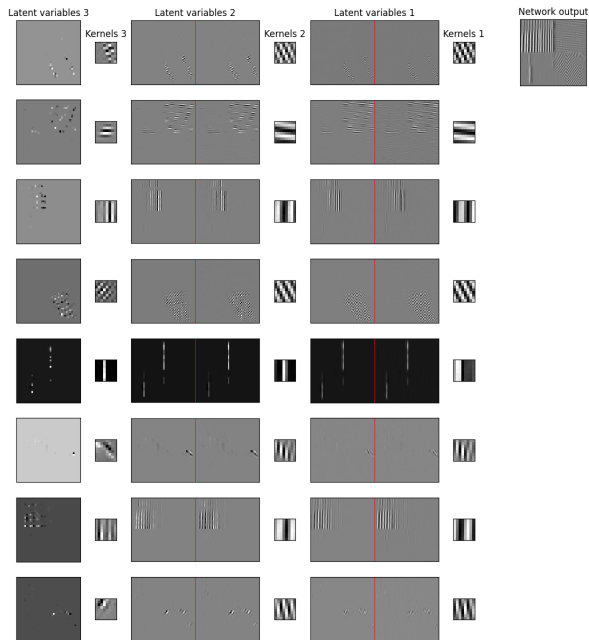 Latent variables 3
Kernels 3
Latent variables 2
Kernels 2
Latent variables 1
Kernels 1
Network output